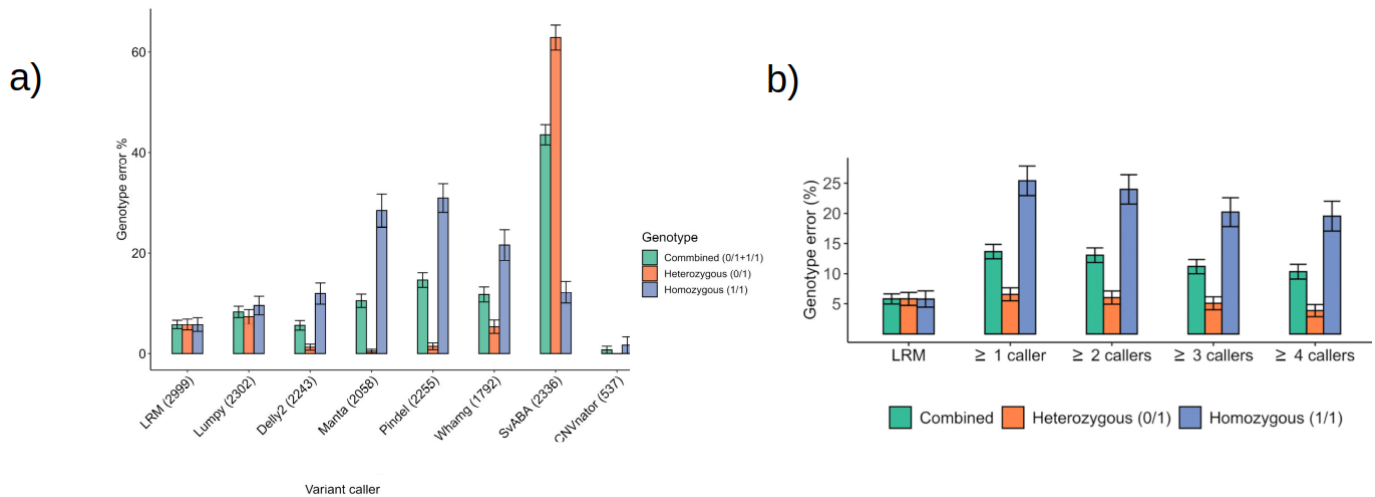 a)
Genotype error %
60
40
20
0
LRM (2999)
Lumpy (2302)
Delly2 (2243)
Manta (2058)
Pindel (2255)
Whamg (1792)
SvABA (2336)
CNVnator (537)
Variant caller
Genotype
Commbined (0/1+1/1)
Heterozygous (0/1)
Homozygous (1/1)
b)
Genotype error (%)
25
20
15
10
5
LRM
≥ 1 caller
≥ 2 callers
≥ 3 callers
≥ 4 callers
Combined
Heterozygous (0/1)
Homozygous (1/1)